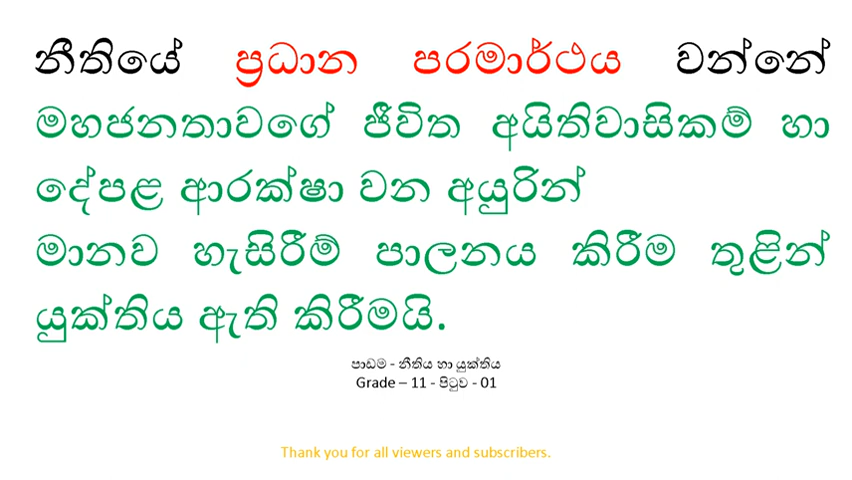 නීතියේ ප්‍රධාන පරමාර්ථය වන්නේ
මහජනතාවගේ ජීවිත අයිතිවාසිකම් හා
දේපළ ආරක්ෂා වන අයුරින්
මානව හැසිරීම් පාලනය කිරීම තුළින්
යුක්තිය ඇති කිරීමයි.
පාඩම - නීතිය හා යුක්තිය
Grade – 11 - පිටුව - 01
Thank you for all viewers and subscribers.